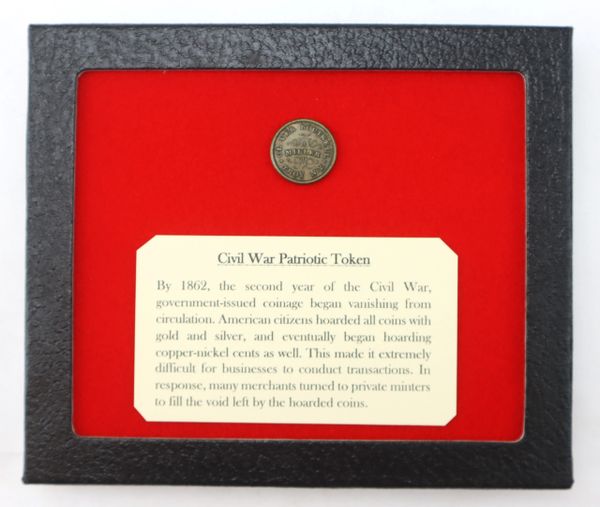 MILLER
Civil War Patriotic Token
By 1862, the second year of the Civil War,
government-issued coinage began vanishing from
circulation. American citizens hoarded all coins with
gold and silver, and eventually began hoarding
copper-nickel cents as well. This made it extremely
difficult for businesses to conduct transactions. In
response, many merchants turned to private minters
to fill the void left by the hoarded coins.